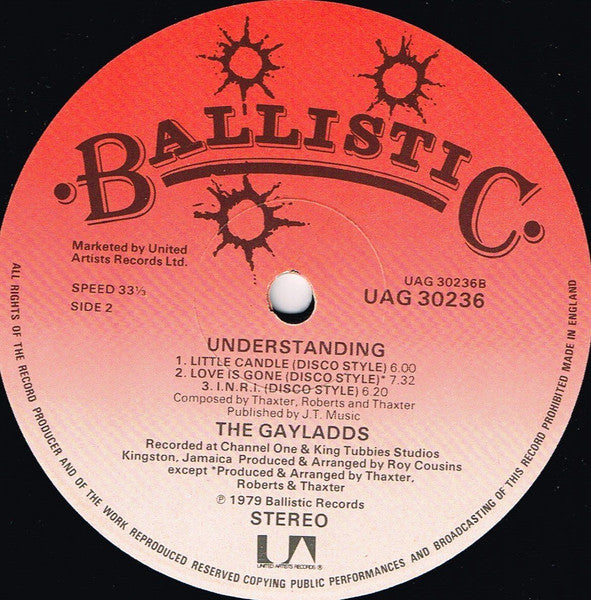 BALLISTIC
Marketed by United
Artists Records Ltd.
SPEED 33⅓
SIDE 2
UAG 30236B
UAG 30236
UNDERSTANDING
1. LITTLE CANDLE (DISCO STYLE) 6.00
2. LOVE IS GONE (DISCO STYLE)* 7.32
3. I.N.R.I. (DISCO STYLE) 6.20
Composed by Thaxter, Roberts and Thaxter
Published by J.T. Music
THE GAYLADDS
Recorded at Channel One & King Tubbies Studios
Kingston, Jamaica Produced & Arranged by Roy Cousins
except *Produced & Arranged by Thaxter,
Roberts & Thaxter
℗ 1979 Ballistic Records
STEREO
UA
UNITED ARTISTS RECORDS ®
ALL RIGHTS OF THE RECORD PRODUCER AND OF THE WORK REPRODUCED RESERVED COPYING PUBLIC PERFORMANCES AND BROADCASTING OF THIS RECORD PROHIBITED MADE IN ENGLAND